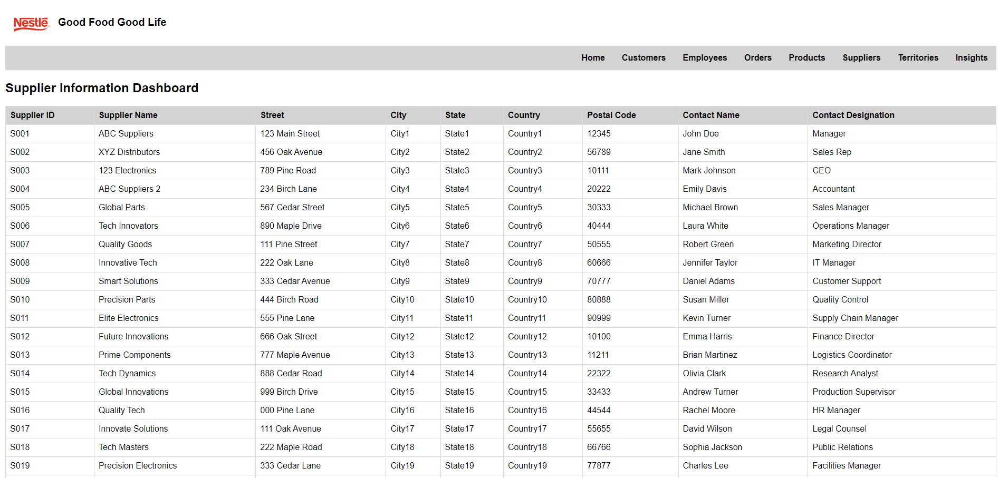 Nestlé Good Food Good Life
Home Customers Employees Orders Products Suppliers Territories Insights
Supplier Information Dashboard
Supplier ID Supplier Name Street City State Country Postal Code Contact Name Contact Designation
S001 ABC Suppliers 123 Main Street City1 State1 Country1 12345 John Doe Manager
S002 XYZ Distributors 456 Oak Avenue City2 State2 Country2 56789 Jane Smith Sales Rep
S003 123 Electronics 789 Pine Road City3 State3 Country3 10111 Mark Johnson CEO
S004 ABC Suppliers 2 234 Birch Lane City4 State4 Country4 20222 Emily Davis Accountant
S005 Global Parts 567 Cedar Street City5 State5 Country5 30333 Michael Brown Sales Manager
S006 Tech Innovators 890 Maple Drive City6 State6 Country6 40444 Laura White Operations Manager
S007 Quality Goods 111 Pine Street City7 State7 Country7 50555 Robert Green Marketing Director
S008 Innovative Tech 222 Oak Lane City8 State8 Country8 60666 Jennifer Taylor IT Manager
S009 Smart Solutions 333 Cedar Avenue City9 State9 Country9 70777 Daniel Adams Customer Support
S010 Precision Parts 444 Birch Road City10 State10 Country10 80888 Susan Miller Quality Control
S011 Elite Electronics 555 Pine Lane City11 State11 Country11 90999 Kevin Turner Supply Chain Manager
S012 Future Innovations 666 Oak Street City12 State12 Country12 10100 Emma Harris Finance Director
S013 Prime Components 777 Maple Avenue City13 State13 Country13 11211 Brian Martinez Logistics Coordinator
S014 Tech Dynamics 888 Cedar Road City14 State14 Country14 22322 Olivia Clark Research Analyst
S015 Global Innovations 999 Birch Drive City15 State15 Country15 33433 Andrew Turner Production Supervisor
S016 Quality Tech 000 Pine Lane City16 State16 Country16 44544 Rachel Moore HR Manager
S017 Innovate Solutions 111 Oak Avenue City17 State17 Country17 55655 David Wilson Legal Counsel
S018 Tech Masters 222 Maple Road City18 State18 Country18 66766 Sophia Jackson Public Relations
S019 Precision Electronics 333 Cedar Lane City19 State19 Country19 77877 Charles Lee Facilities Manager